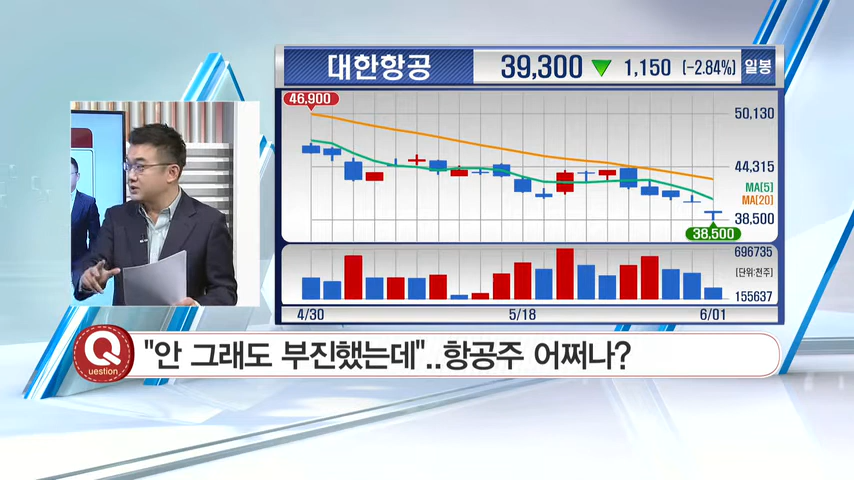 대한항공 39,300 ▼ 1,150 (-2.84%) 일봉
46,900
50,130
44,315
MA[5]
MA[20]
38,500
38,500
696735
[단위:천주]
155637
4/30 5/18 6/01
Question
"안 그래도 부진했는데"..항공주 어쩌나?